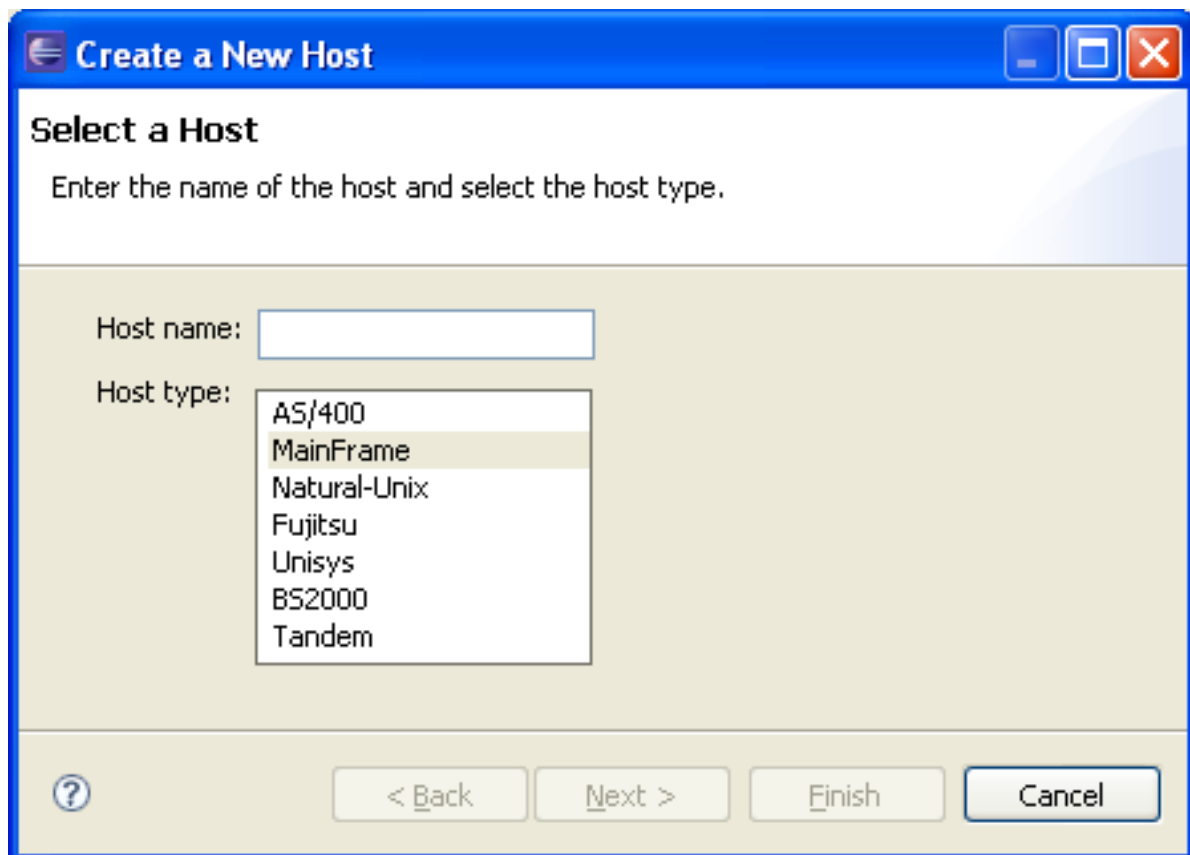 Create a New Host
Select a Host
Enter the name of the host and select the host type.
Host name:
Host type:
AS/400
MainFrame
Natural-Unix
Fujitsu
Unisys
BS2000
Tandem
? < Back Next > Finish Cancel